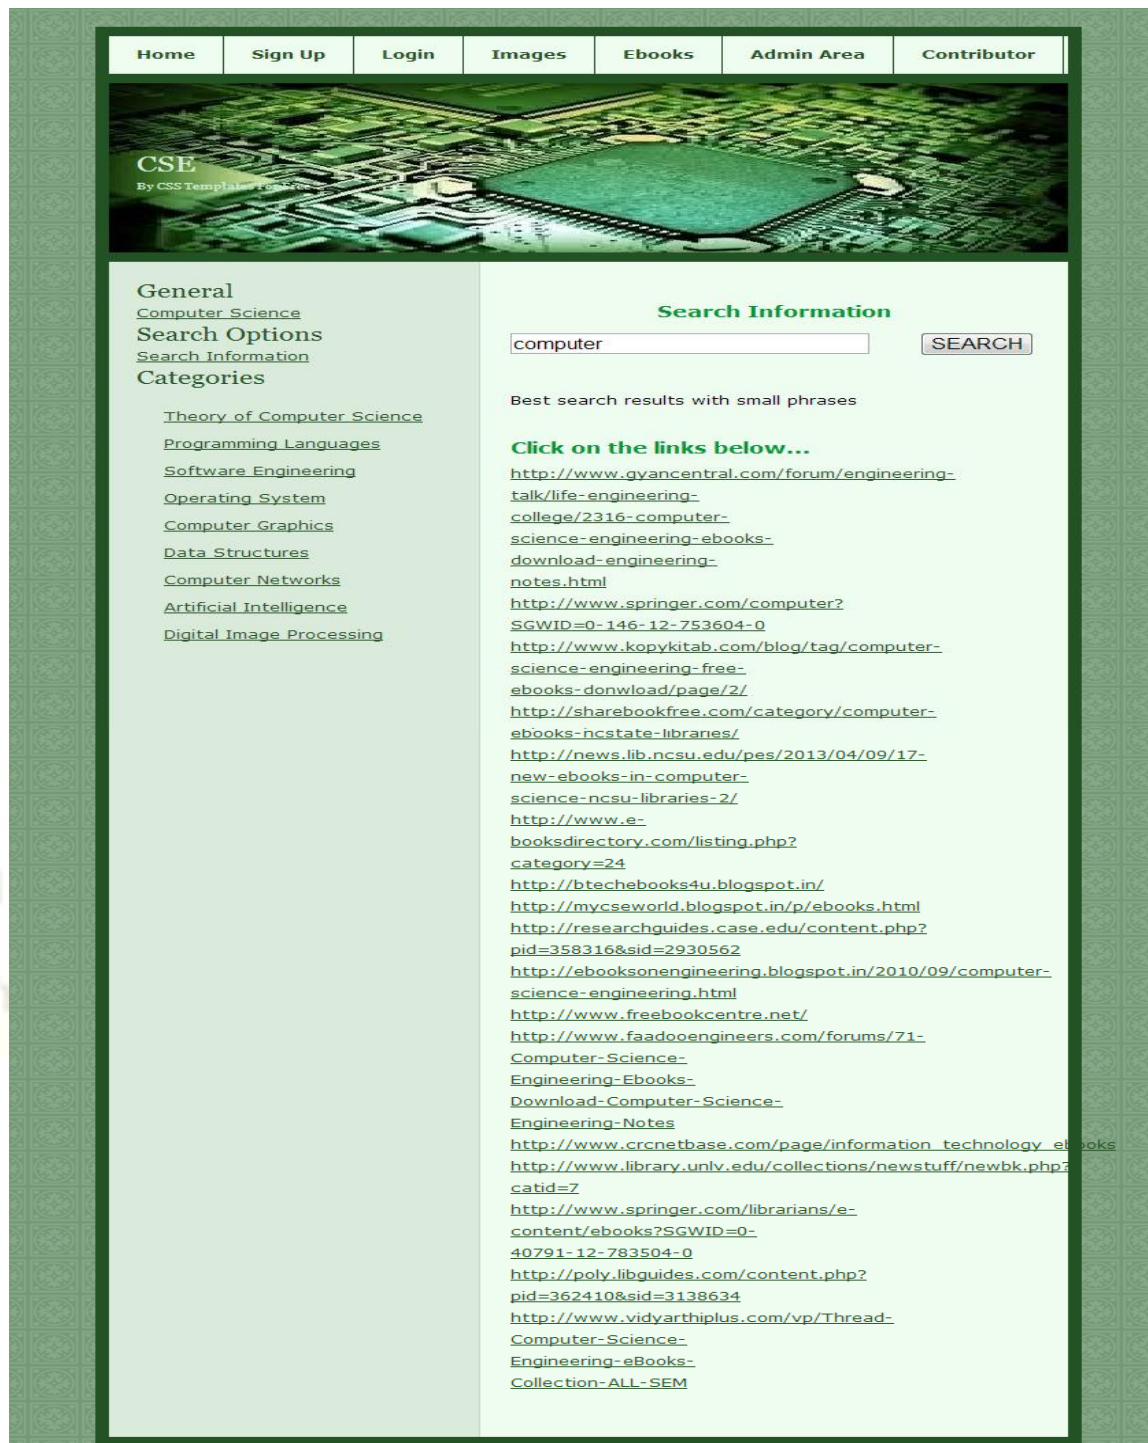 Home Sign Up Login Images Ebooks Admin Area Contributor
CSE
By CSS Templates For Free
General
Computer Science
Search Options
Search Information
Categories
Theory of Computer Science
Programming Languages
Software Engineering
Operating System
Computer Graphics
Data Structures
Computer Networks
Artificial Intelligence
Digital Image Processing
Search Information
computer SEARCH
Best search results with small phrases
Click on the links below...
http://www.gyancentral.com/forum/engineering-
talk/life-engineering-
college/2316-computer-
science-engineering-ebooks-
download-engineering-
notes.html
http://www.springer.com/computer?
SGWID=0-146-12-753604-0
http://www.kopykitab.com/blog/tag/computer-
science-engineering-free-
ebooks-donwload/page/2/
http://sharebookfree.com/category/computer-
ebooks-ncstate-libraries/
http://news.lib.ncsu.edu/pes/2013/04/09/17-
new-ebooks-in-computer-
science-ncsu-libraries-2/
http://www.e-
booksdirectory.com/listing.php?
category=24
http://btechebooks4u.blogspot.in/
http://mycseworld.blogspot.in/p/ebooks.html
http://researchguides.case.edu/content.php?
pid=358316&sid=2930562
http://ebooksonengineering.blogspot.in/2010/09/computer-
science-engineering.html
http://www.freebookcentre.net/
http://www.faadooengineers.com/forums/71-
Computer-Science-
Engineering-Ebooks-
Download-Computer-Science-
Engineering-Notes
http://www.crcnetbase.com/page/information_technology_ebooks
http://www.library.unlv.edu/collections/newstuff/newbk.php?
catid=7
http://www.springer.com/librarians/e-
content/ebooks?SGWID=0-
40791-12-783504-0
http://poly.libguides.com/content.php?
pid=362410&sid=3138634
http://www.vidyarthiplus.com/vp/Thread-
Computer-Science-
Engineering-eBooks-
Collection-ALL-SEM